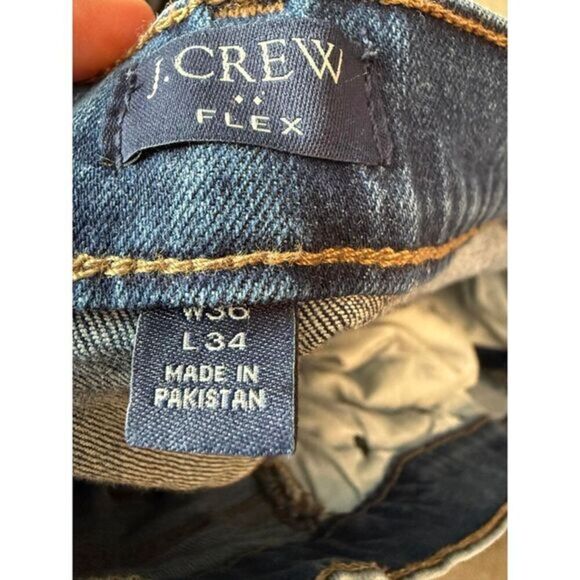 J.CREW
FLEX
W36
L34
MADE IN
PAKISTAN